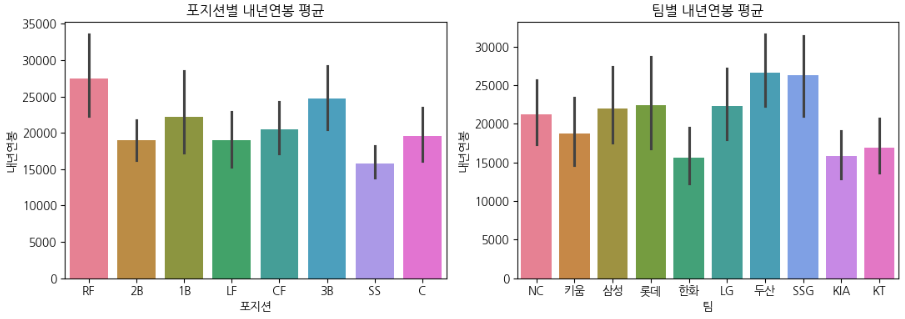 포지션별 내년연봉 평균
35000
30000
25000
20000
15000
10000
5000
0
내년연봉
RF 2B 1B LF CF 3B SS C
포지션
팀별 내년연봉 평균
30000
25000
20000
15000
10000
5000
0
내년연봉
NC 키움 삼성 롯데 한화 LG 두산 SSG KIA KT
팀